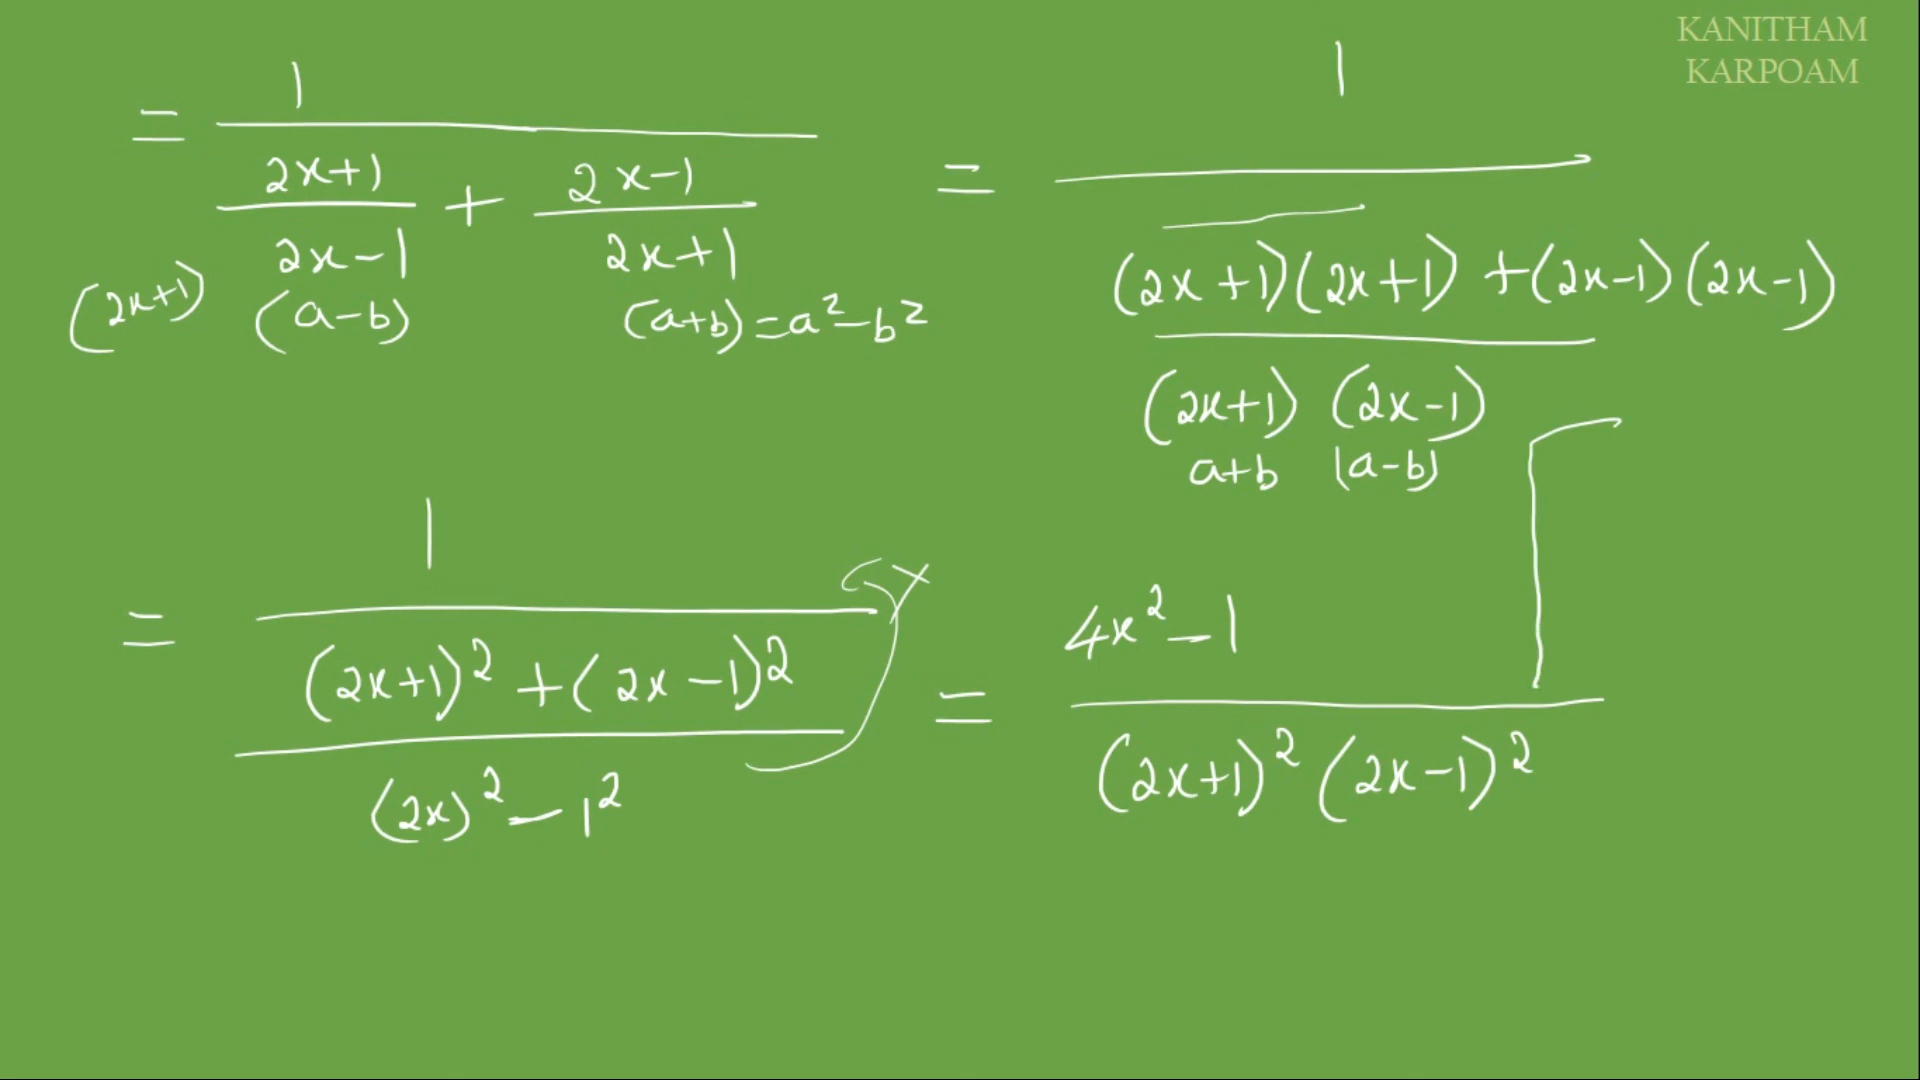 KANITHAM
KARPOAM
= 1 / ((2x+1)/(2x-1) + (2x-1)/(2x+1))
(2x+1) (a-b) (a+b) = a² - b²
= 1 / (((2x+1)(2x+1) + (2x-1)(2x-1)) / ((2x+1)(2x-1)))
a+b (a-b)
= 1 / (((2x+1)² + (2x-1)²) / ((2x)² - 1²))
= (4x² - 1) / ((2x+1)² (2x-1)²)